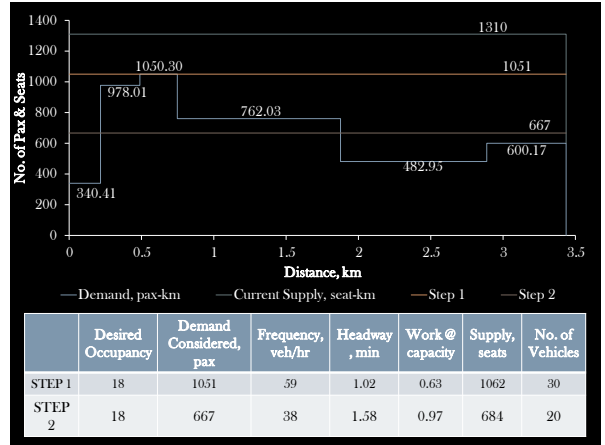 1400
1200
1000
800
600
400
200
0
No. of Pax & Seats
1310
1050.30
1051
978.01
762.03
667
600.17
482.95
340.41
0 0.5 1 1.5 2 2.5 3 3.5
Distance, km
Demand, pax-km Current Supply, seat-km Step 1 Step 2
Desired Occupancy Demand Considered, pax Frequency, veh/hr Headway , min Work @ capacity Supply, seats No. of Vehicles
STEP 1 18 1051 59 1.02 0.63 1062 30
STEP 2 18 667 38 1.58 0.97 684 20